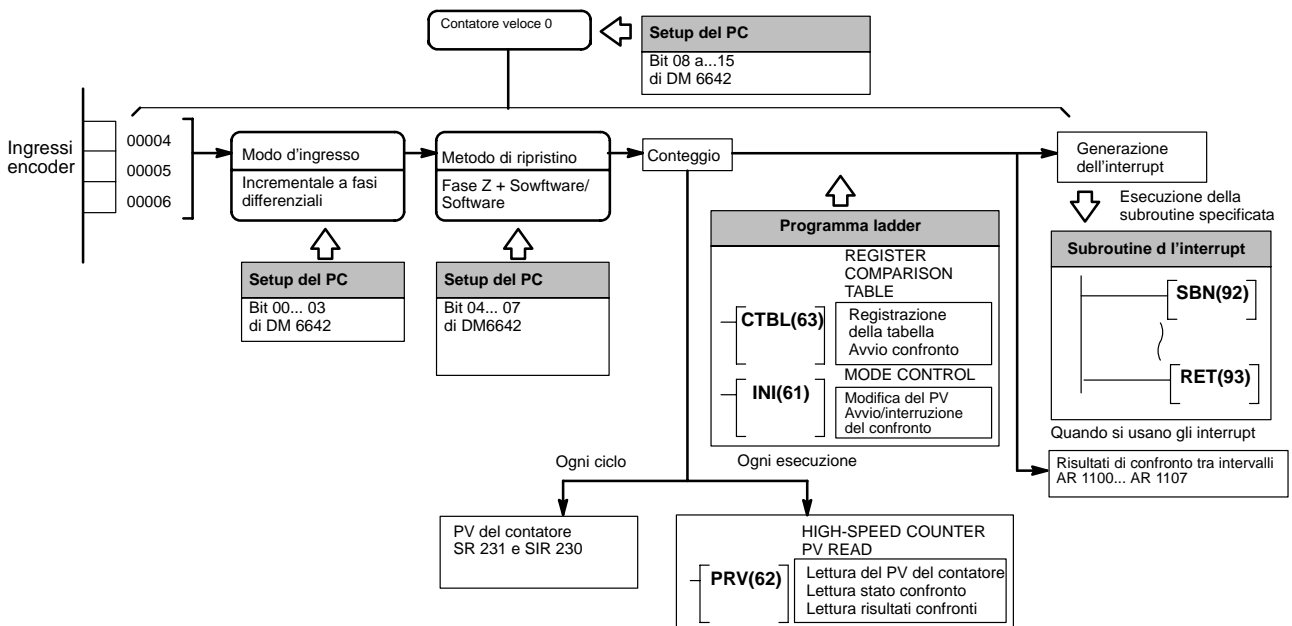 Contatore veloce 0
Setup del PC
Bit 08 a...15
di DM 6642
Ingressi
encoder
00004
00005
00006
Modo d'ingresso
Incrementale a fasi
differenziali
Metodo di ripristino
Fase Z + Sowftware/
Software
Conteggio
Generazione
dell'interrupt
Esecuzione della
subroutine specificata
Setup del PC
Bit 00... 03
di DM 6642
Setup del PC
Bit 04... 07
di DM6642
Programma ladder
REGISTER
COMPARISON
TABLE
CTBL(63)
Registrazione
della tabella
Avvio confronto
MODE CONTROL
INI(61)
Modifica del PV
Avvio/interruzione
del confronto
Subroutine d l'interrupt
SBN(92)
RET(93)
Quando si usano gli interrupt
Risultati di confronto tra intervalli
AR 1100... AR 1107
Ogni ciclo
Ogni esecuzione
PV del contatore
SR 231 e SIR 230
HIGH-SPEED COUNTER
PV READ
PRV(62)
Lettura del PV del contatore
Lettura stato confronto
Lettura risultati confronti